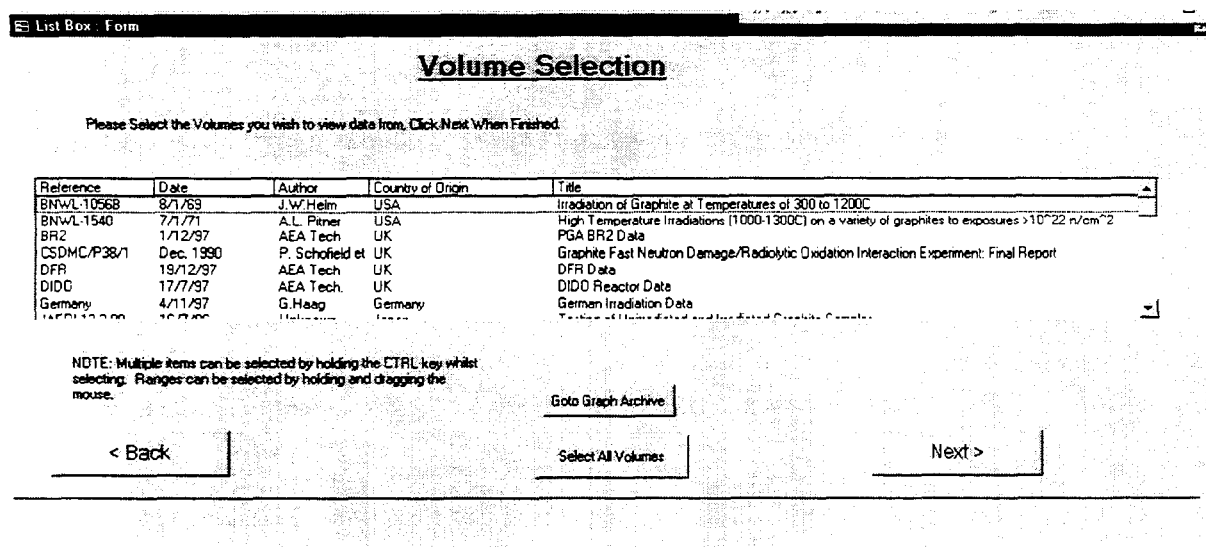 List Box : Form
Volume Selection
Please Select the Volumes you wish to view data from, Click Next When Finished.
Reference Date Author Country of Origin Title
BNWL-1056B 8/1/69 J.W.Helm USA Irradiation of Graphite at Temperatures of 300 to 1200C
BNWL-1540 7/1/71 A.L. Pitner USA High Temperature Irradiations (1000-1300C) on a variety of graphites to exposures >10^22 n/cm^2
BR2 1/12/97 AEA Tech UK PGA BR2 Data
CSDMC/P38/1 Dec. 1990 P. Schofield et UK Graphite Fast Neutron Damage/Radiolytic Oxidation Interaction Experiment: Final Report
DFR 19/12/97 AEA Tech UK DFR Data
DIDO 17/7/97 AEA Tech. UK DIDO Reactor Data
Germany 4/11/97 G.Haag Germany German Irradiation Data
Testing of Unirradiated and Irradiated Graphite Samples
NOTE: Multiple items can be selected by holding the CTRL key whilst
selecting. Ranges can be selected by holding and dragging the
mouse.
Goto Graph Archive
< Back
Select All Volumes
Next >